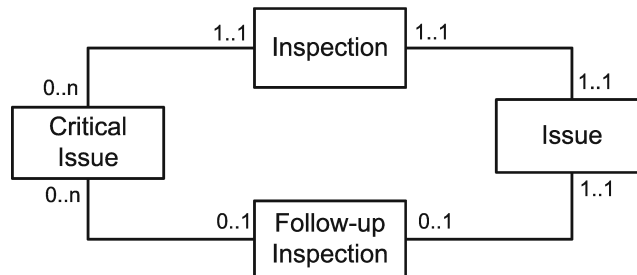 1..1
Inspection
1..1
0..n
1..1
Critical
Issue
Issue
0..n
1..1
0..1
Follow-up
Inspection
0..1